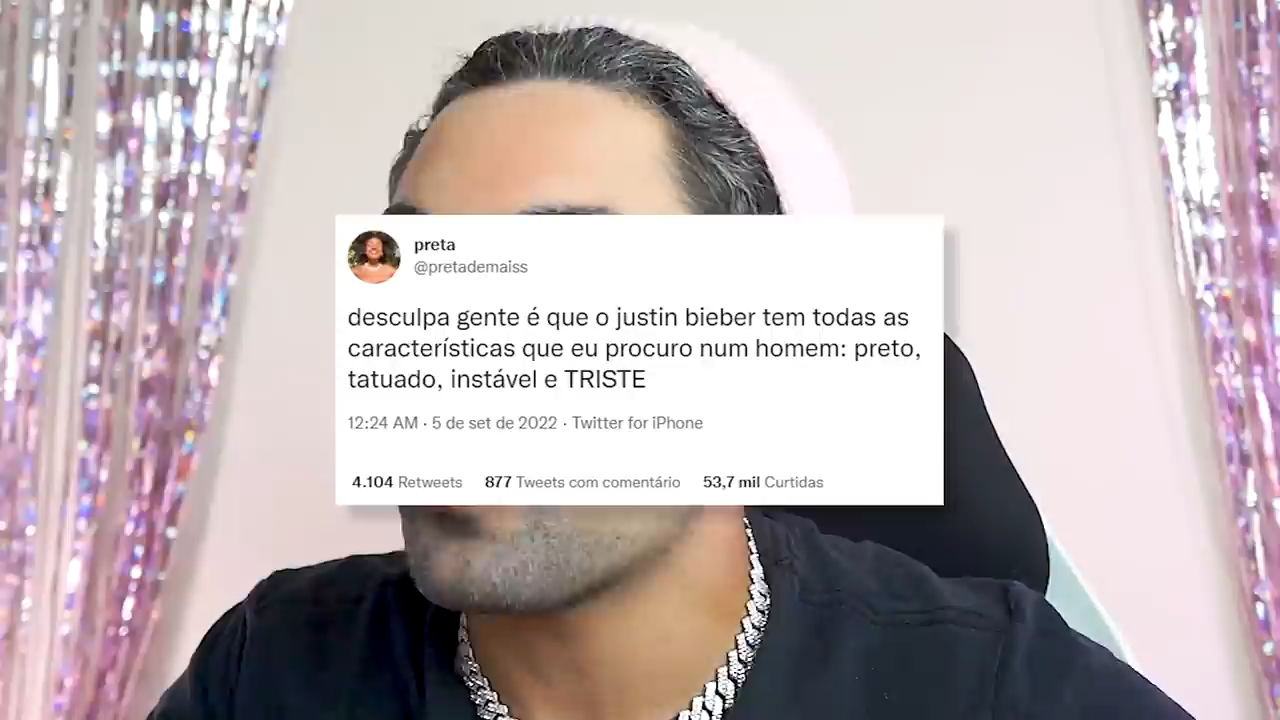 preta
@pretademaiss
desculpa gente é que o justin bieber tem todas as
características que eu procuro num homem: preto,
tatuado, instável e TRISTE
12:24 AM · 5 de set de 2022 · Twitter for iPhone
4.104 Retweets 877 Tweets com comentário 53,7 mil Curtidas